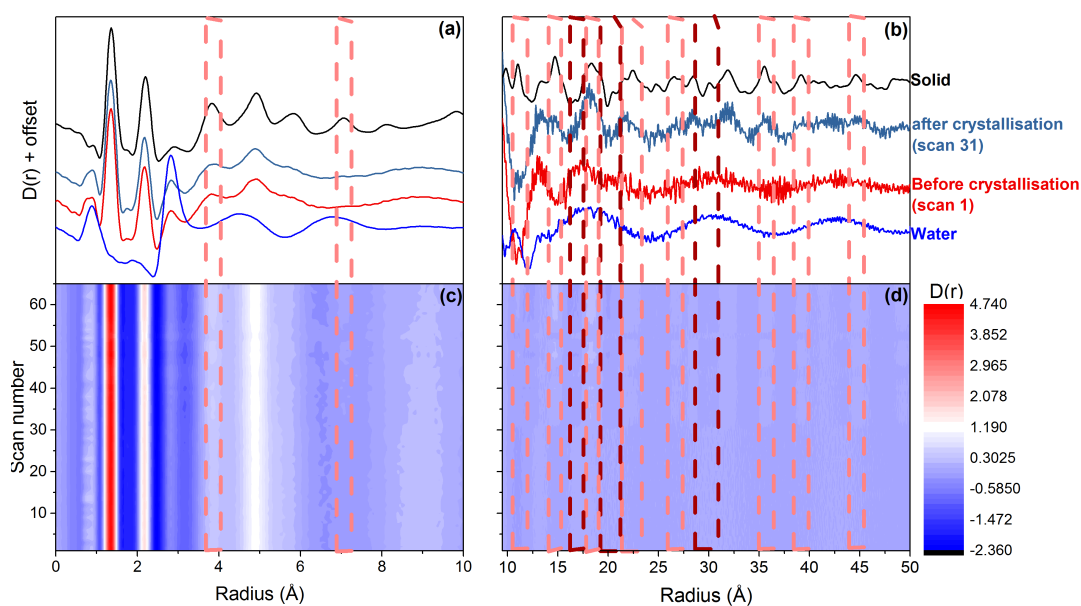 (a)
D(r) + offset
(b)
Solid
after crystallisation
(scan 31)
Before crystallisation
(scan 1)
Water
(c)
Scan number
60
50
40
30
20
10
0 2 4 6 8 10
Radius (Å)
(d)
10 15 20 25 30 35 40 45 50
Radius (Å)
D(r)
4.740
3.852
2.965
2.078
1.190
0.3025
-0.5850
-1.472
-2.360